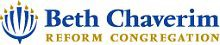 Beth Chaverim
REFORM CONGREGATION